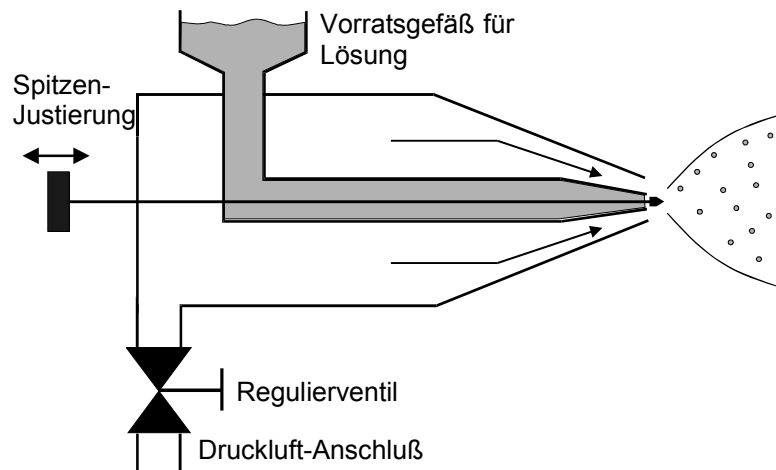 Vorratsgefäß für
Lösung
Spitzen-
Justierung
Regulierventil
Druckluft-Anschluß